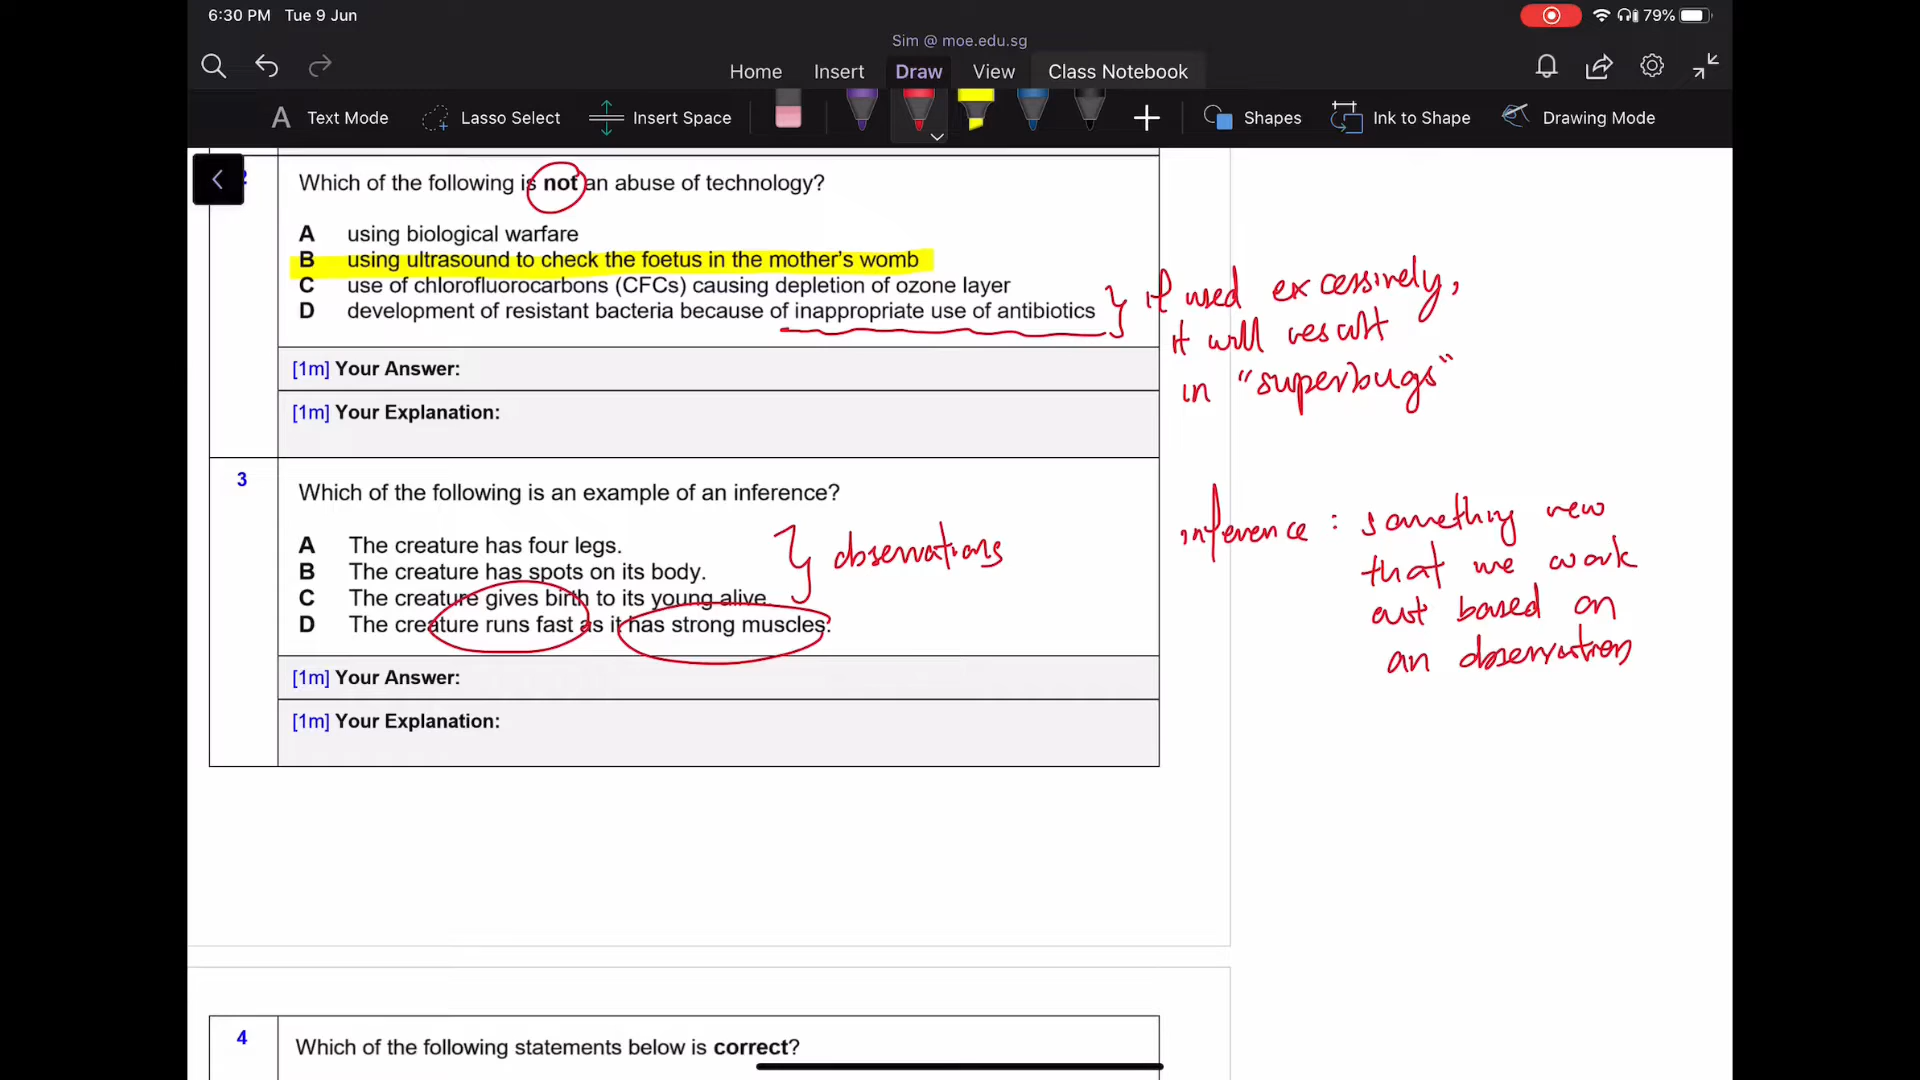 6:30 PM Tue 9 Jun
79%
Sim @ moe.edu.sg
Home Insert Draw View Class Notebook
Text Mode Lasso Select Insert Space Shapes Ink to Shape Drawing Mode
Which of the following is not an abuse of technology?
A using biological warfare
B using ultrasound to check the foetus in the mother's womb
C use of chlorofluorocarbons (CFCs) causing depletion of ozone layer
D development of resistant bacteria because of inappropriate use of antibiotics
if used excessively,
it will result
in "superbugs"
[1m] Your Answer:
[1m] Your Explanation:
3
Which of the following is an example of an inference?
A The creature has four legs.
B The creature has spots on its body.
C The creature gives birth to its young alive.
D The creature runs fast as it has strong muscles.
observations
inference : something new
that we work
out based on
an observations
[1m] Your Answer:
[1m] Your Explanation:
4
Which of the following statements below is correct?